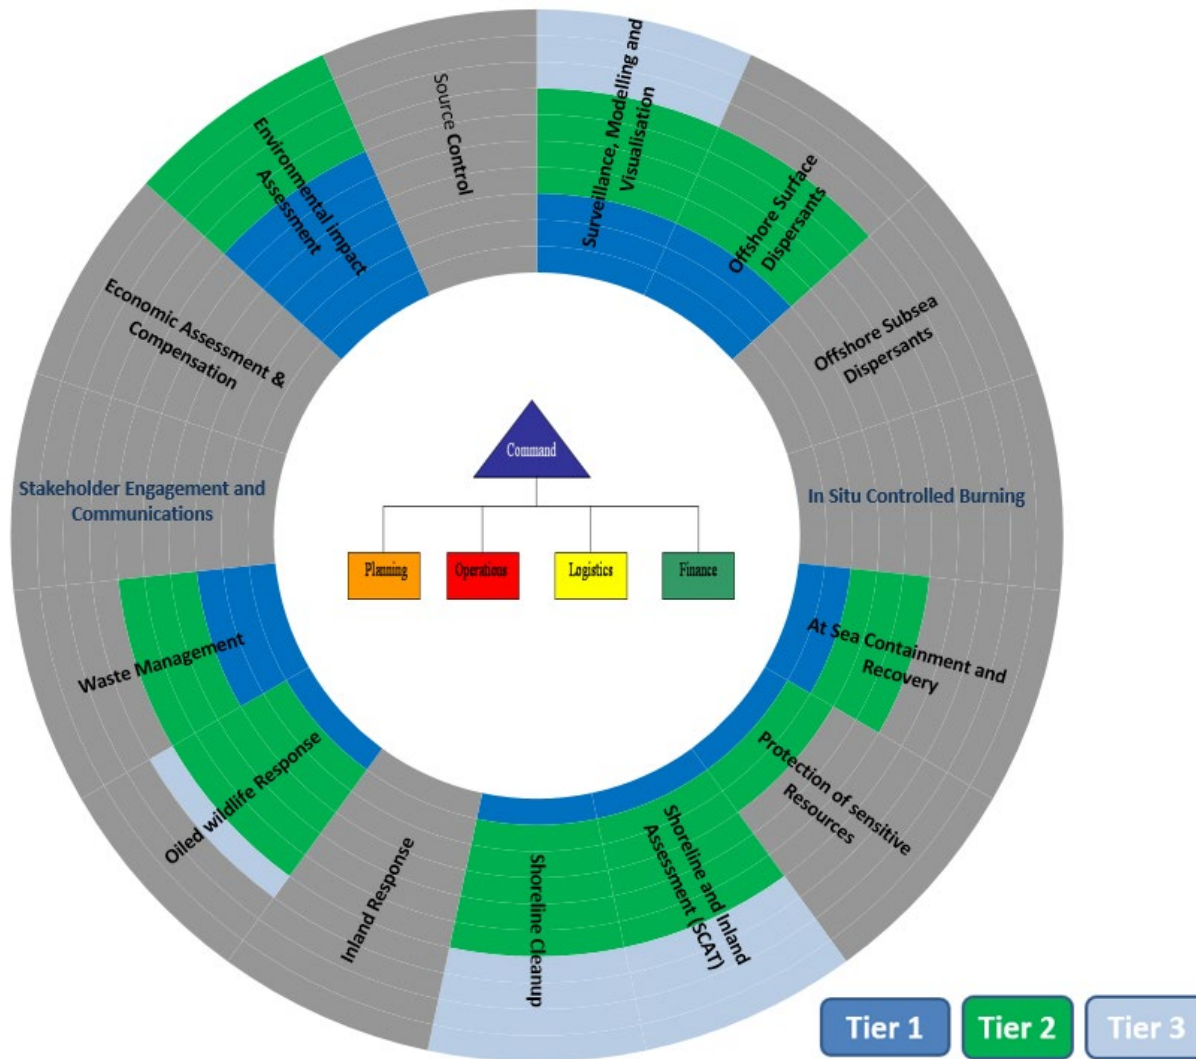 Source Control
Surveillance, Modelling and
Visualisation
Offshore Surface
Dispersants
Offshore Subsea
Dispersants
In Situ Controlled Burning
At Sea Containment and
Recovery
Protection of sensitive
Resources
Shoreline and Inland
Assessment (SCAT)
Shoreline Cleanup
Inland Response
Oiled wildlife Response
Waste Management
Stakeholder Engagement and
Communications
Economic Assessment &
Compensation
Environmental impact
Assessment
Command
Planning
Operations
Logistics
Finance
Tier 1
Tier 2
Tier 3